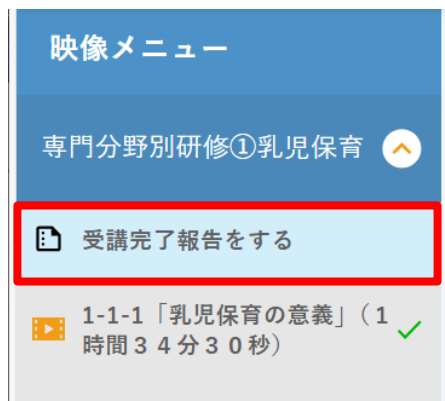 映像メニュー
専門分野別研修①乳児保育
受講完了報告をする
1-1-1「乳児保育の意義」（1
時間３４分３０秒）